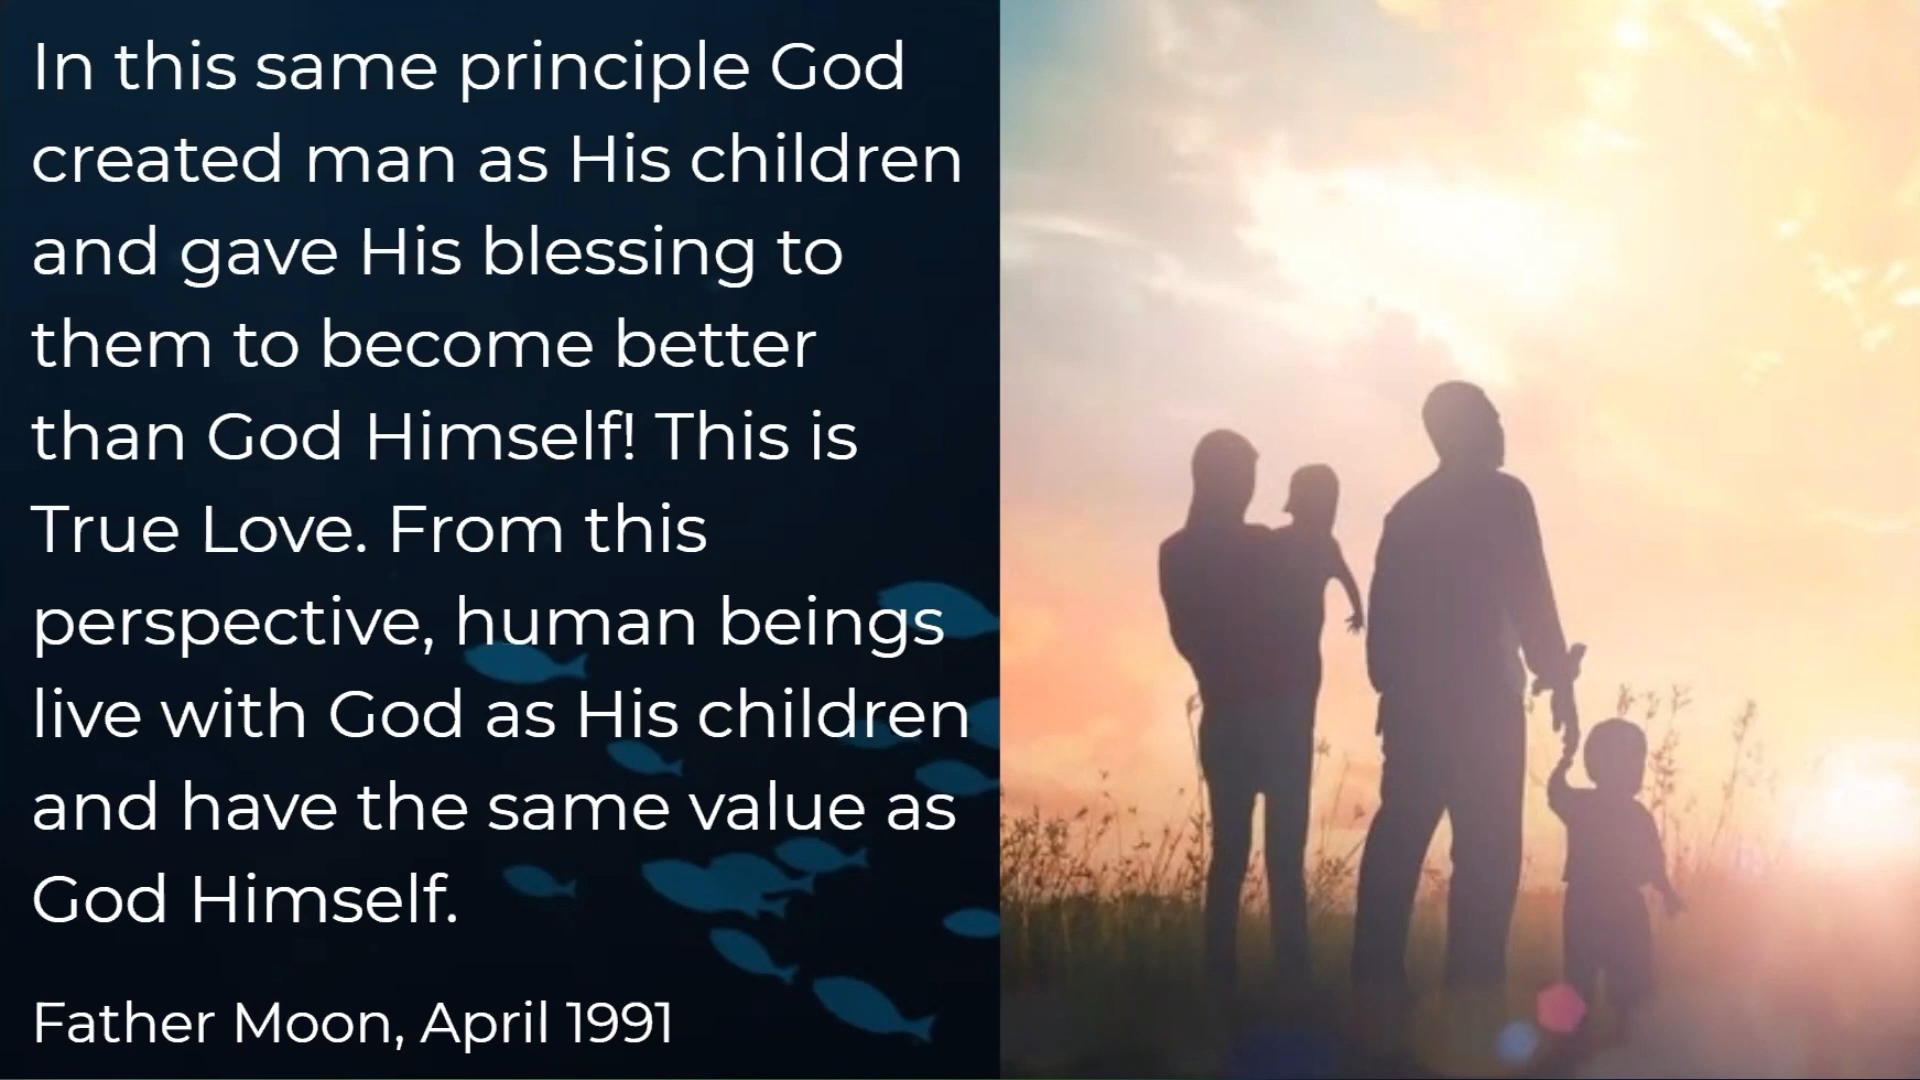 In this same principle God
created man as His children
and gave His blessing to
them to become better
than God Himself! This is
True Love. From this
perspective, human beings
live with God as His children
and have the same value as
God Himself.
Father Moon, April 1991